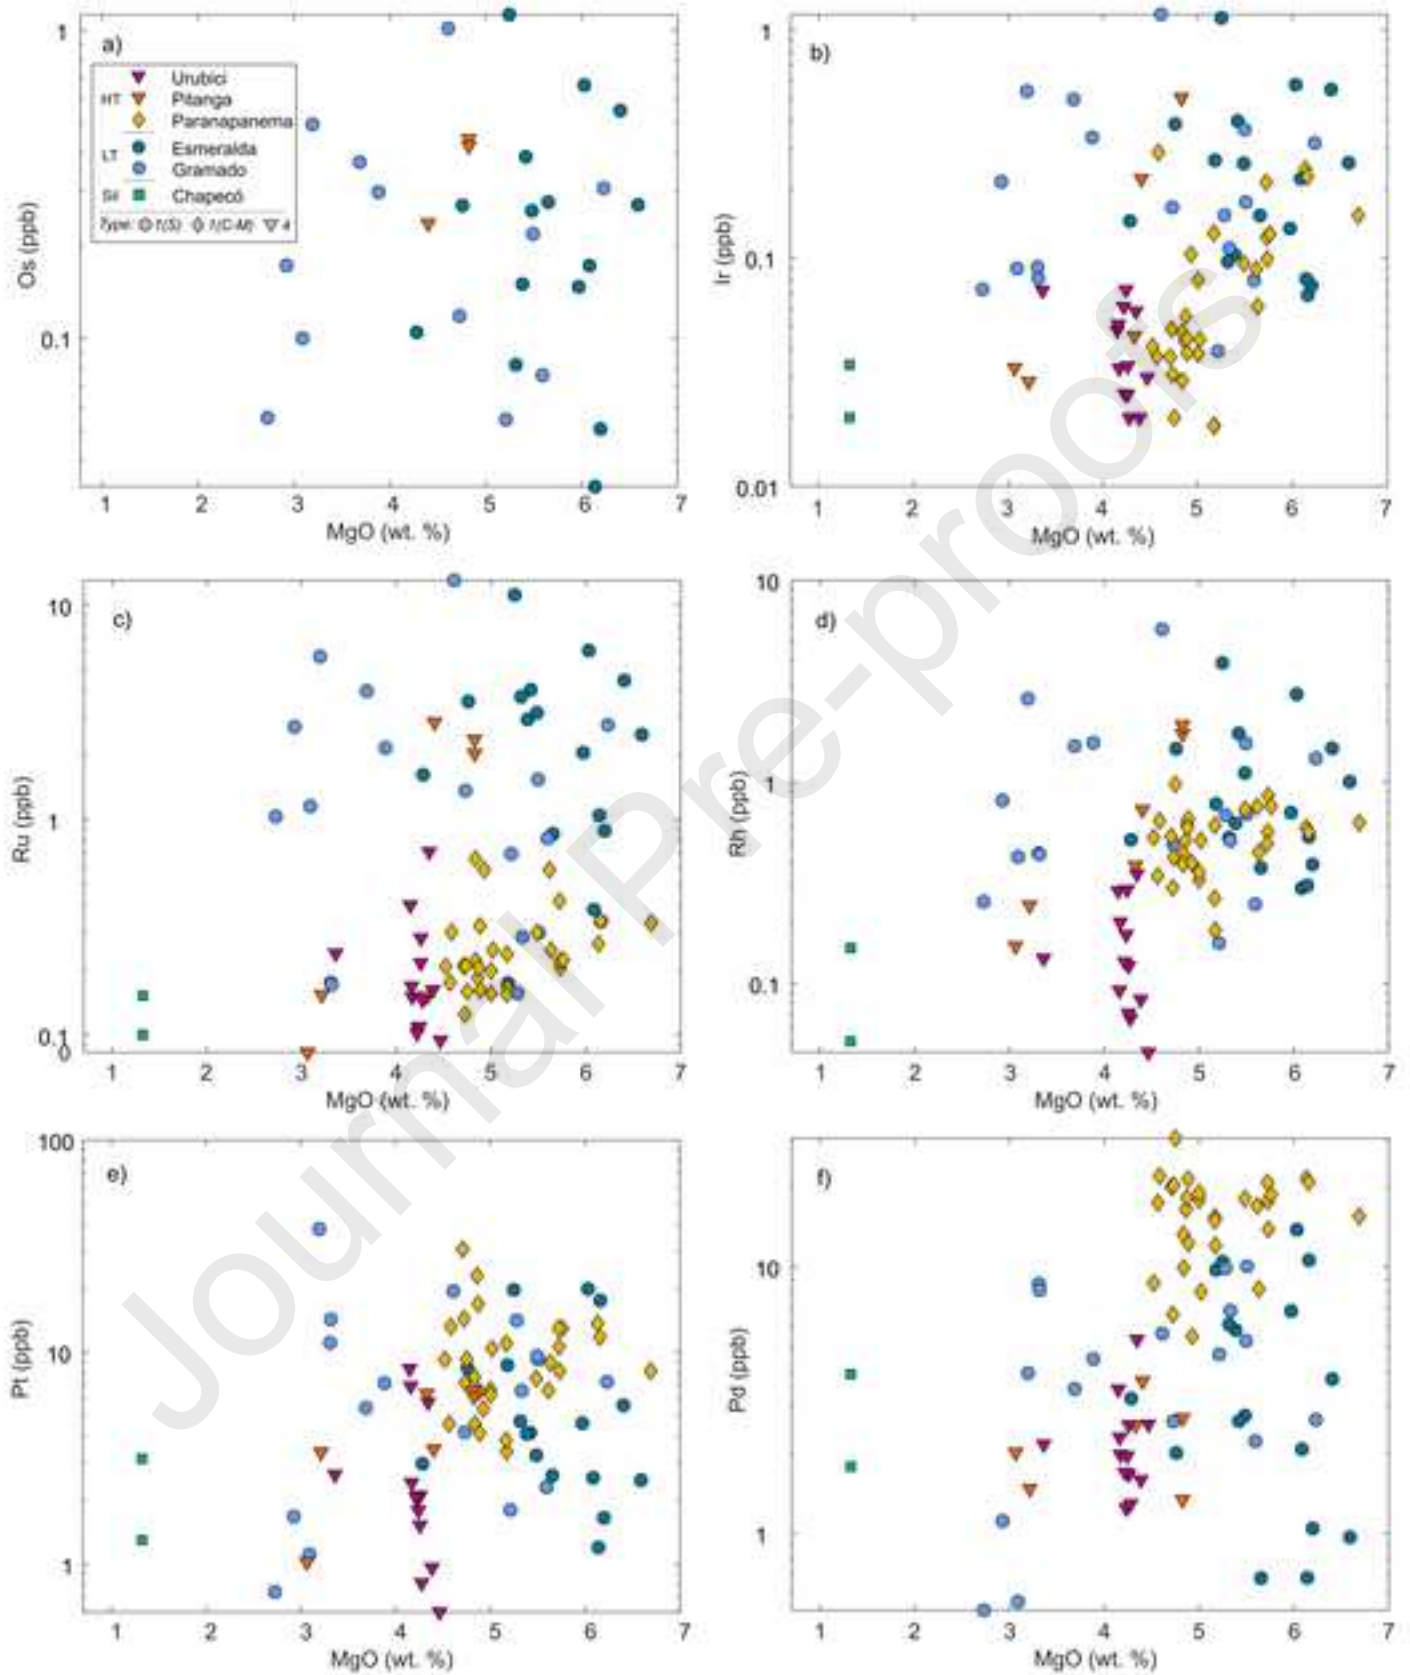 a)
1
0.1
Os (ppb)
HT
Urubici
Pitanga
Paranapanema
LT
Esmeralda
Gramado
Sil
Chapecó
Type: 1(S) 1(C-M) 4
1 2 3 4 5 6 7
MgO (wt. %)
b)
1
0.1
0.01
Ir (ppb)
1 2 3 4 5 6 7
MgO (wt. %)
c)
10
1
0.1
0
Ru (ppb)
1 2 3 4 5 6 7
MgO (wt. %)
d)
10
1
0.1
Rh (ppb)
1 2 3 4 5 6 7
MgO (wt. %)
e)
100
10
1
Pt (ppb)
1 2 3 4 5 6 7
MgO (wt. %)
f)
10
1
Pd (ppb)
1 2 3 4 5 6 7
MgO (wt. %)
Journal Pre-proofs